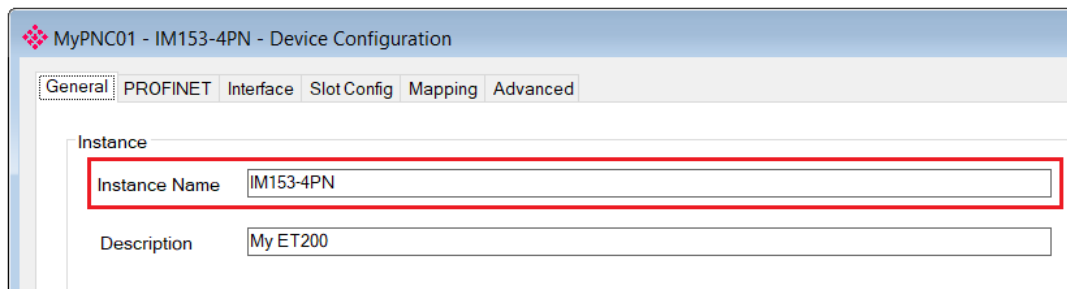 MyPNC01 - IM153-4PN - Device Configuration
General PROFINET Interface Slot Config Mapping Advanced
Instance
Instance Name IM153-4PN
Description My ET200